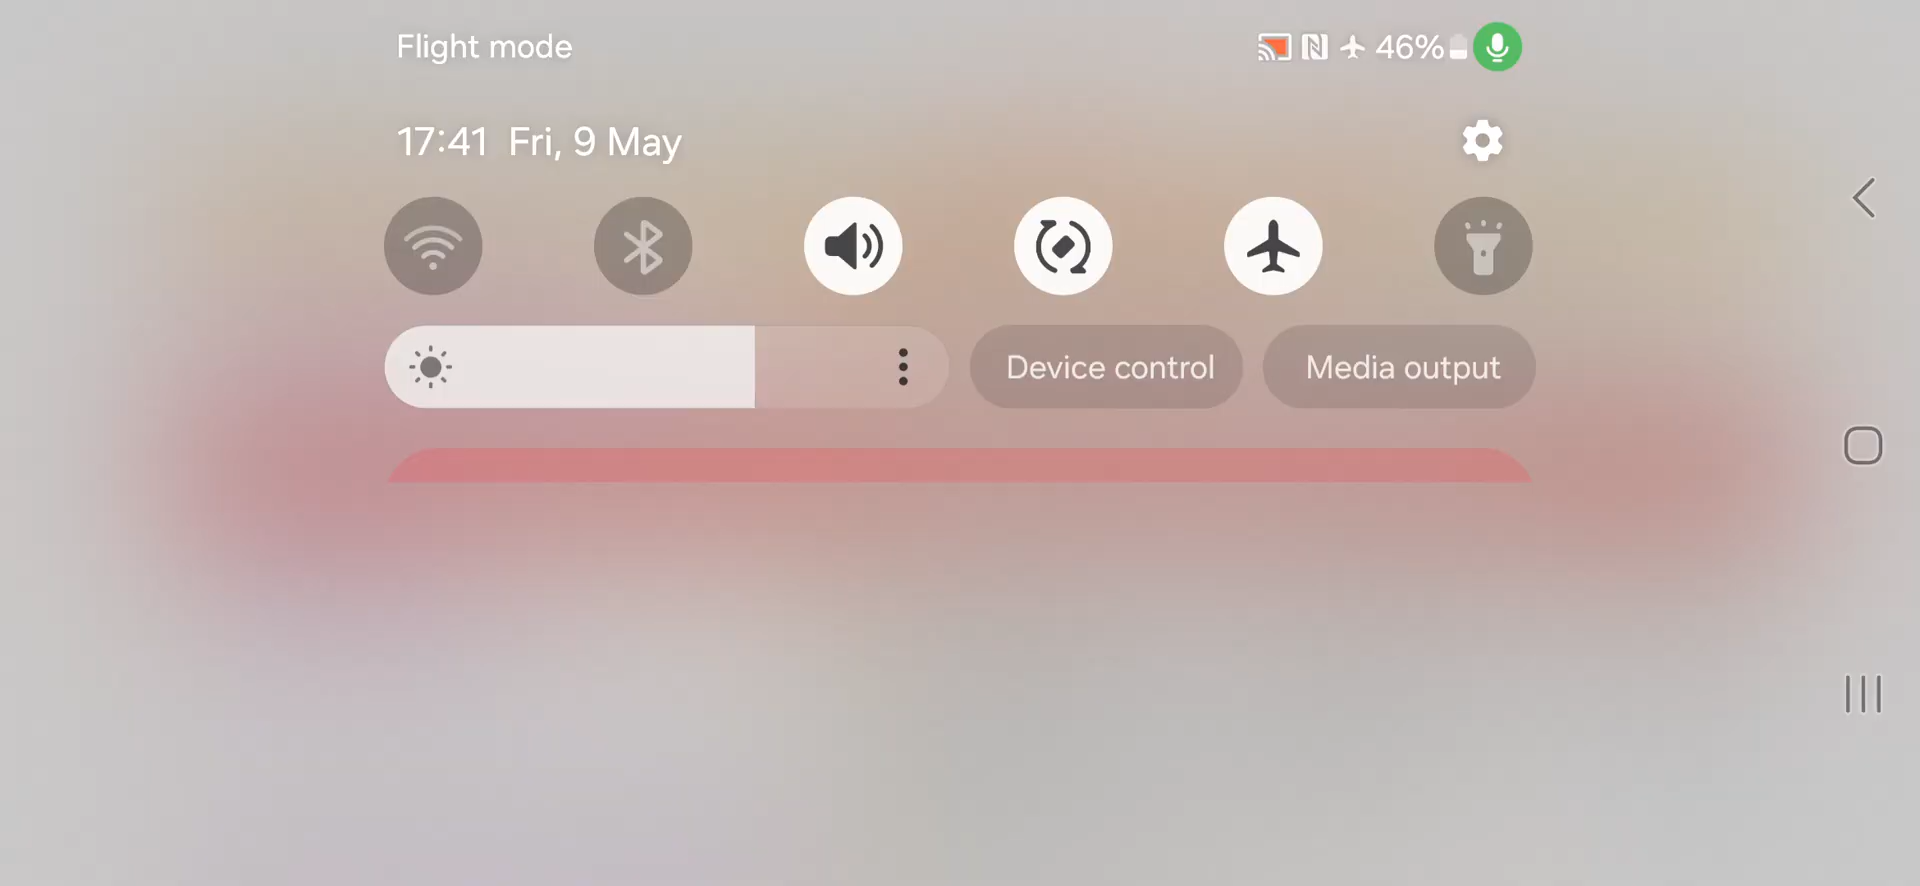 Flight mode
46%
17:41 Fri, 9 May
Device control
Media output